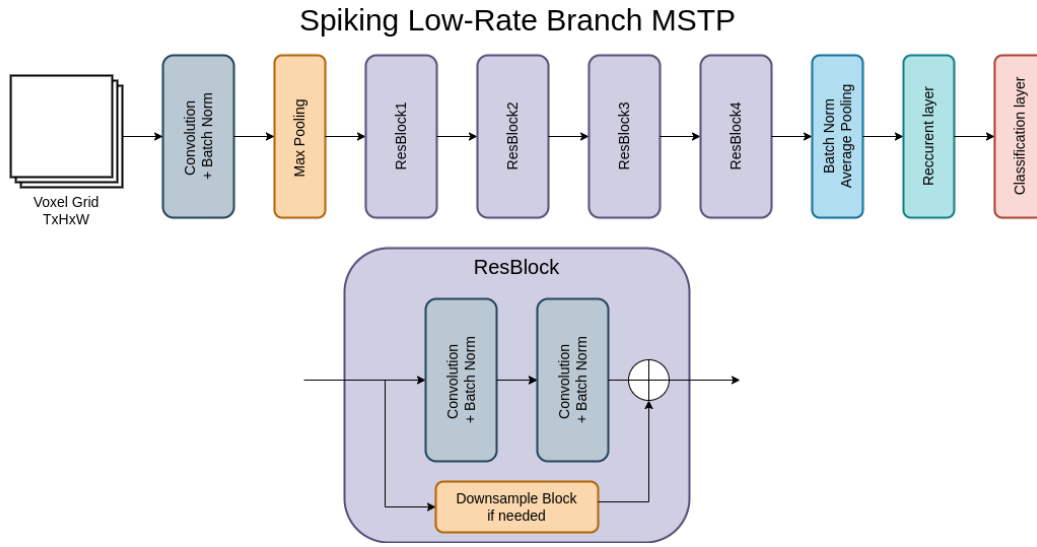 Spiking Low-Rate Branch MSTP
Voxel Grid
TxHxW
Convolution
+ Batch Norm
Max Pooling
ResBlock1
ResBlock2
ResBlock3
ResBlock4
Batch Norm
Average Pooling
Reccurent layer
Classification layer
ResBlock
Convolution
+ Batch Norm
Convolution
+ Batch Norm
Downsample Block
if needed